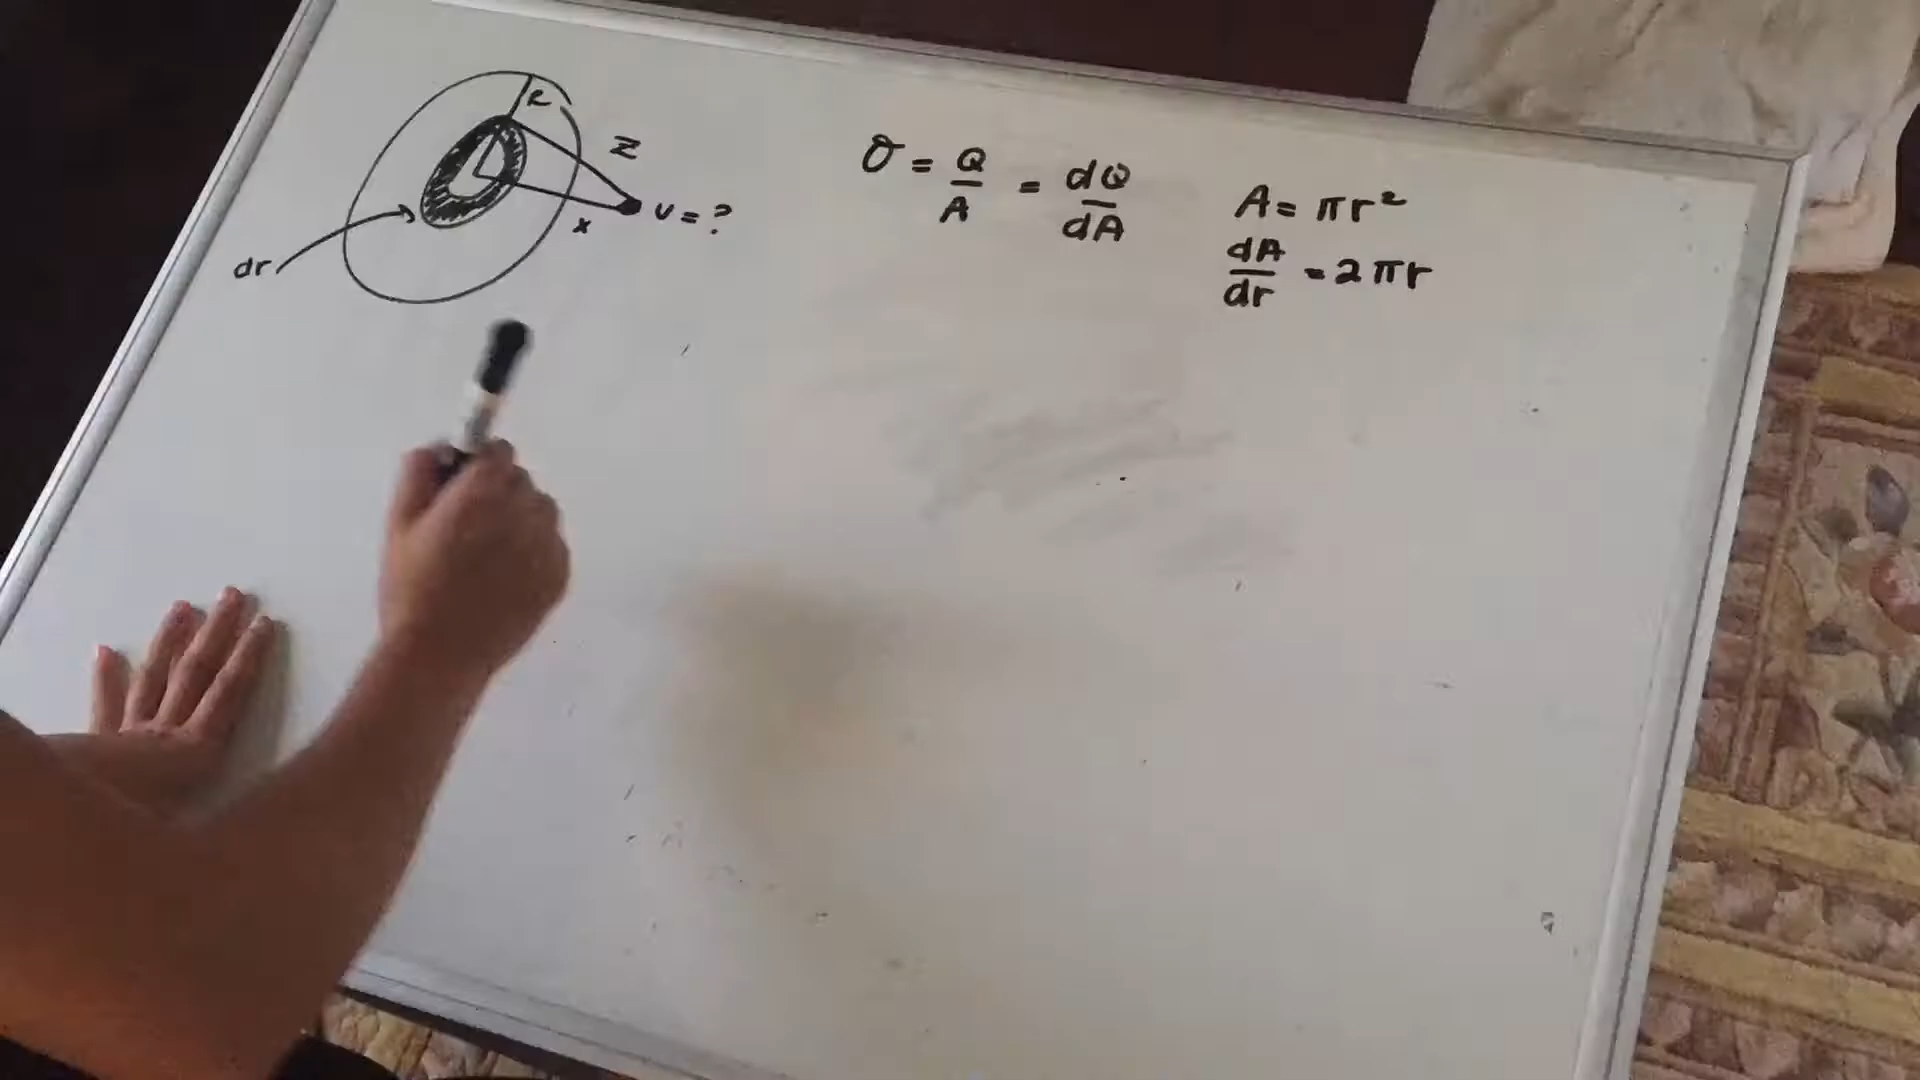 R
Z
x
V = ?
dr
σ = Q/A = dQ/dA
A = πr²
dA/dr = 2πr